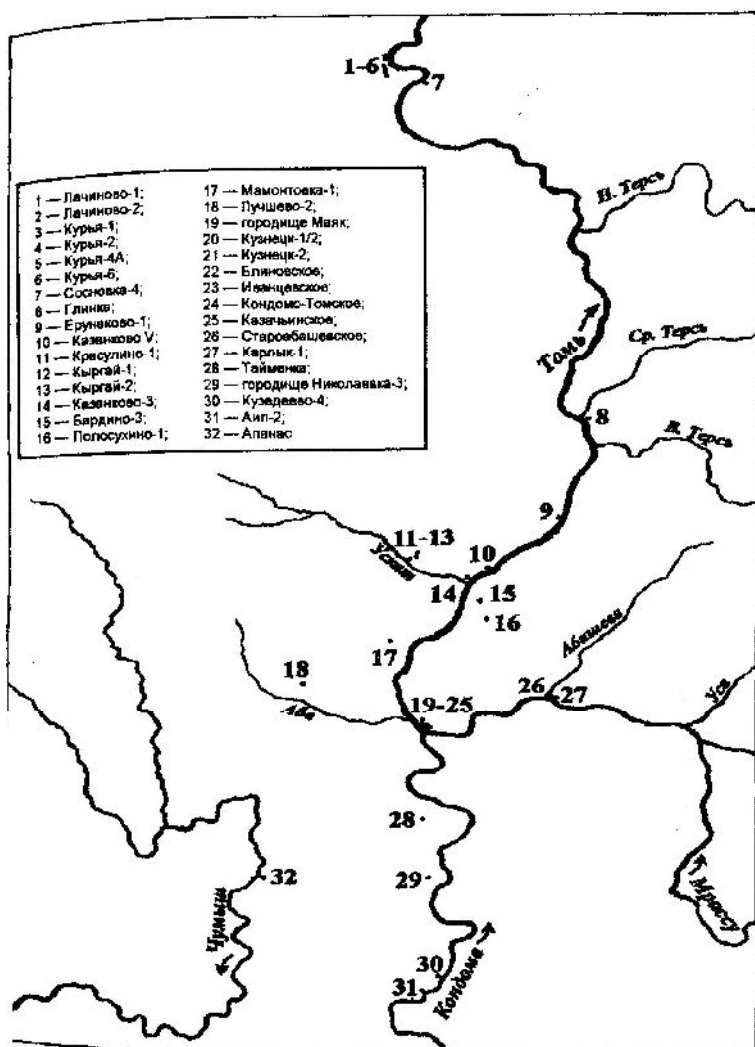 1-6
7
1 — Лачиново-1;
2 — Лачиново-2;
3 — Курья-1;
4 — Курья-2;
5 — Курья-4А;
6 — Курья-6;
7 — Сосновка-4;
8 — Глинка;
9 — Ерунаково-1;
10 — Казанково V;
11 — Красулино-1;
12 — Кыргай-1;
13 — Кыргай-2;
14 — Казанково-3;
15 — Бардино-3;
16 — Полосухино-1;
17 — Мамонтовка-1;
18 — Лучшево-2;
19 — городище Маяк;
20 — Кузнецк-1/2;
21 — Кузнецк-2;
22 — Блиновское;
23 — Иванцевское;
24 — Кондомо-Томское;
25 — Казачьинское;
26 — Староабашевское;
27 — Карлык-1;
28 — Тайменка;
29 — городище Николаевка-3;
30 — Кузедеево-4;
31 — Аил-2;
32 — Апанас
Н. Терсь
Томь
Ср. Терсь
8
В. Терсь
9
11-13
Ускат
10
14
15
16
Абашева
17
18
Аба
19-25
26
27
Уса
28
29
32
Чумыш
Мрассу
30
31
Кондома